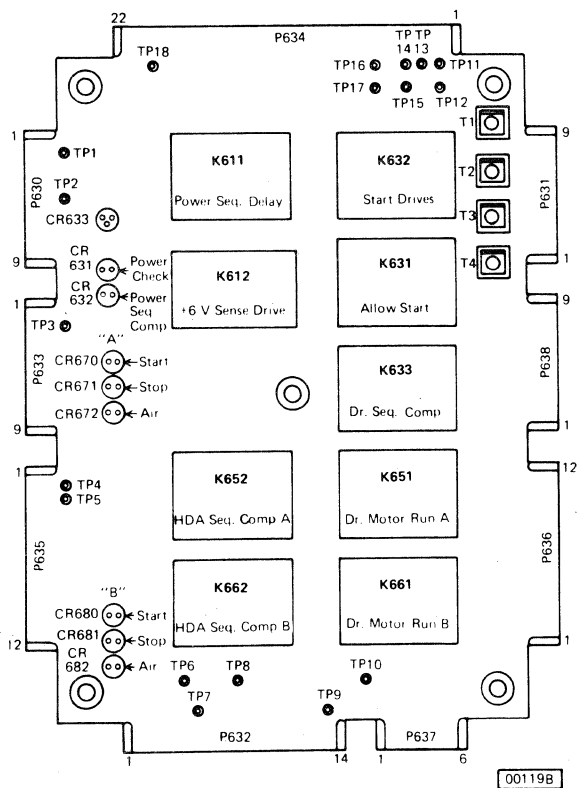 22
P634
1
TP18
TP16
TP 14
TP 13
TP11
TP17
TP15
TP12
T1
1
9
TP1
K611
Power Seq. Delay
K632
Start Drives
T2
P630
TP2
P631
CR633
T3
CR 631
Power Check
K612
+6 V Sense Drive
K631
Allow Start
T4
9
1
CR 632
Power Seq Comp
1
9
TP3
"A"
CR670
Start
P633
CR671
Stop
K633
Dr. Seq. Comp
P638
CR672
Air
9
1
1
12
TP4
TP5
K652
HDA Seq. Comp A
K651
Dr. Motor Run A
P635
P636
K662
HDA Seq. Comp B
K661
Dr. Motor Run B
"B"
CR680
Start
CR681
Stop
12
1
CR 682
Air
TP6
TP8
TP10
TP7
TP9
P632
P637
1
14
1
6
00119B